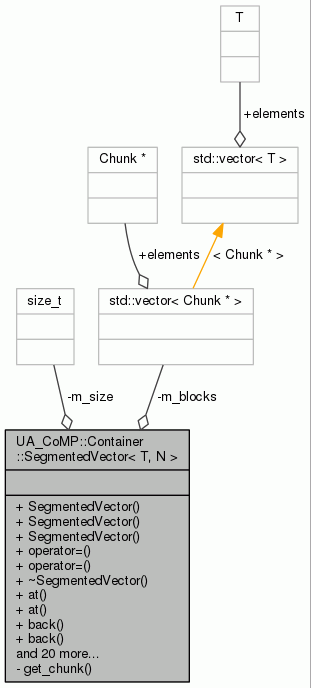 T
+elements
std::vector< T >
Chunk *
+elements
< Chunk * >
size_t
std::vector< Chunk * >
-m_size
-m_blocks
UA_CoMP::Container
::SegmentedVector< T, N >
+ SegmentedVector()
+ SegmentedVector()
+ SegmentedVector()
+ operator=()
+ operator=()
+ ~SegmentedVector()
+ at()
+ at()
+ back()
+ back()
and 20 more...
- get_chunk()